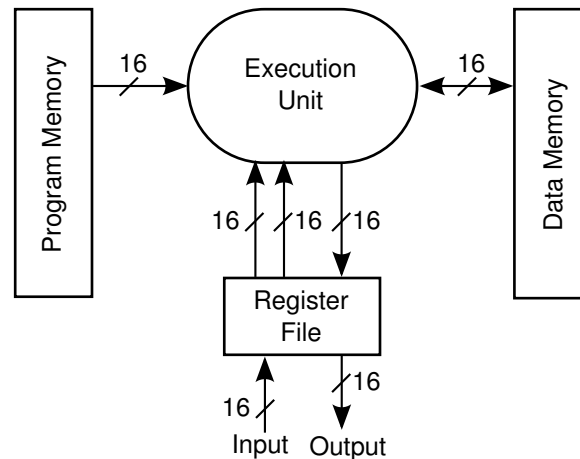 Program Memory
16
Execution
Unit
16
Data Memory
16
16
16
Register
File
16
16
Input
Output